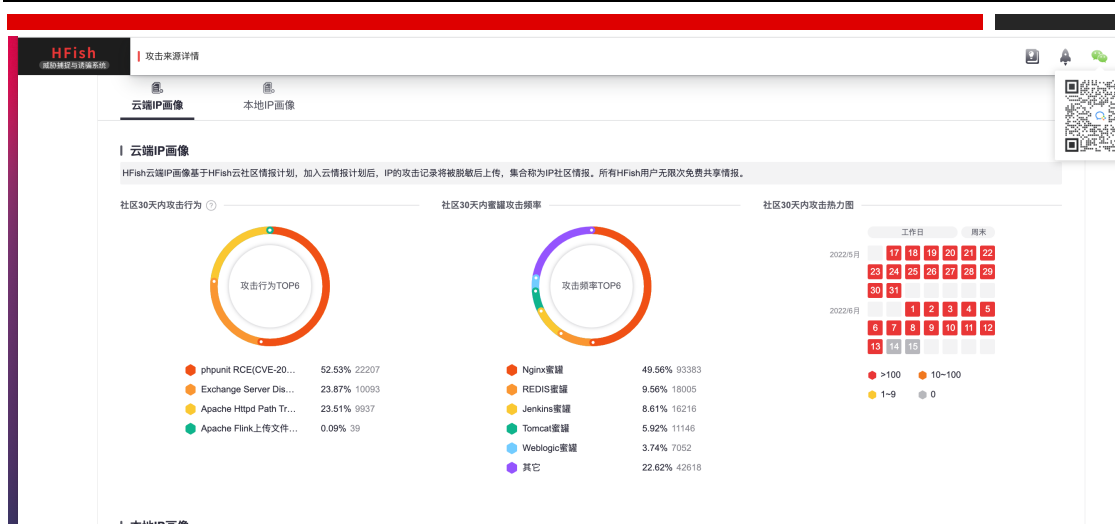 HFish
威胁捕捉与诱骗系统
攻击来源详情
云端IP画像
本地IP画像
云端IP画像
HFish云端IP画像基于HFish云社区情报计划，加入云情报计划后，IP的攻击记录将被脱敏后上传，集合称为IP社区情报。所有HFish用户无限次免费共享情报。
社区30天内攻击行为 ?
攻击行为TOP6
phpunit RCE(CVE-20... 52.53% 22207
Exchange Server Dis... 23.87% 10093
Apache Httpd Path Tr... 23.51% 9937
Apache Flink上传文件... 0.09% 39
社区30天内蜜罐攻击频率
攻击频率TOP6
Nginx蜜罐 49.56% 93383
REDIS蜜罐 9.56% 18005
Jenkins蜜罐 8.61% 16216
Tomcat蜜罐 5.92% 11146
Weblogic蜜罐 3.74% 7052
其它 22.62% 42618
社区30天内攻击热力图
工作日 周末
2022/5月 17 18 19 20 21 22
23 24 25 26 27 28 29
30 31
2022/6月 1 2 3 4 5
6 7 8 9 10 11 12
13 14 15
>100 10~100
1~9 0
本地IP画像